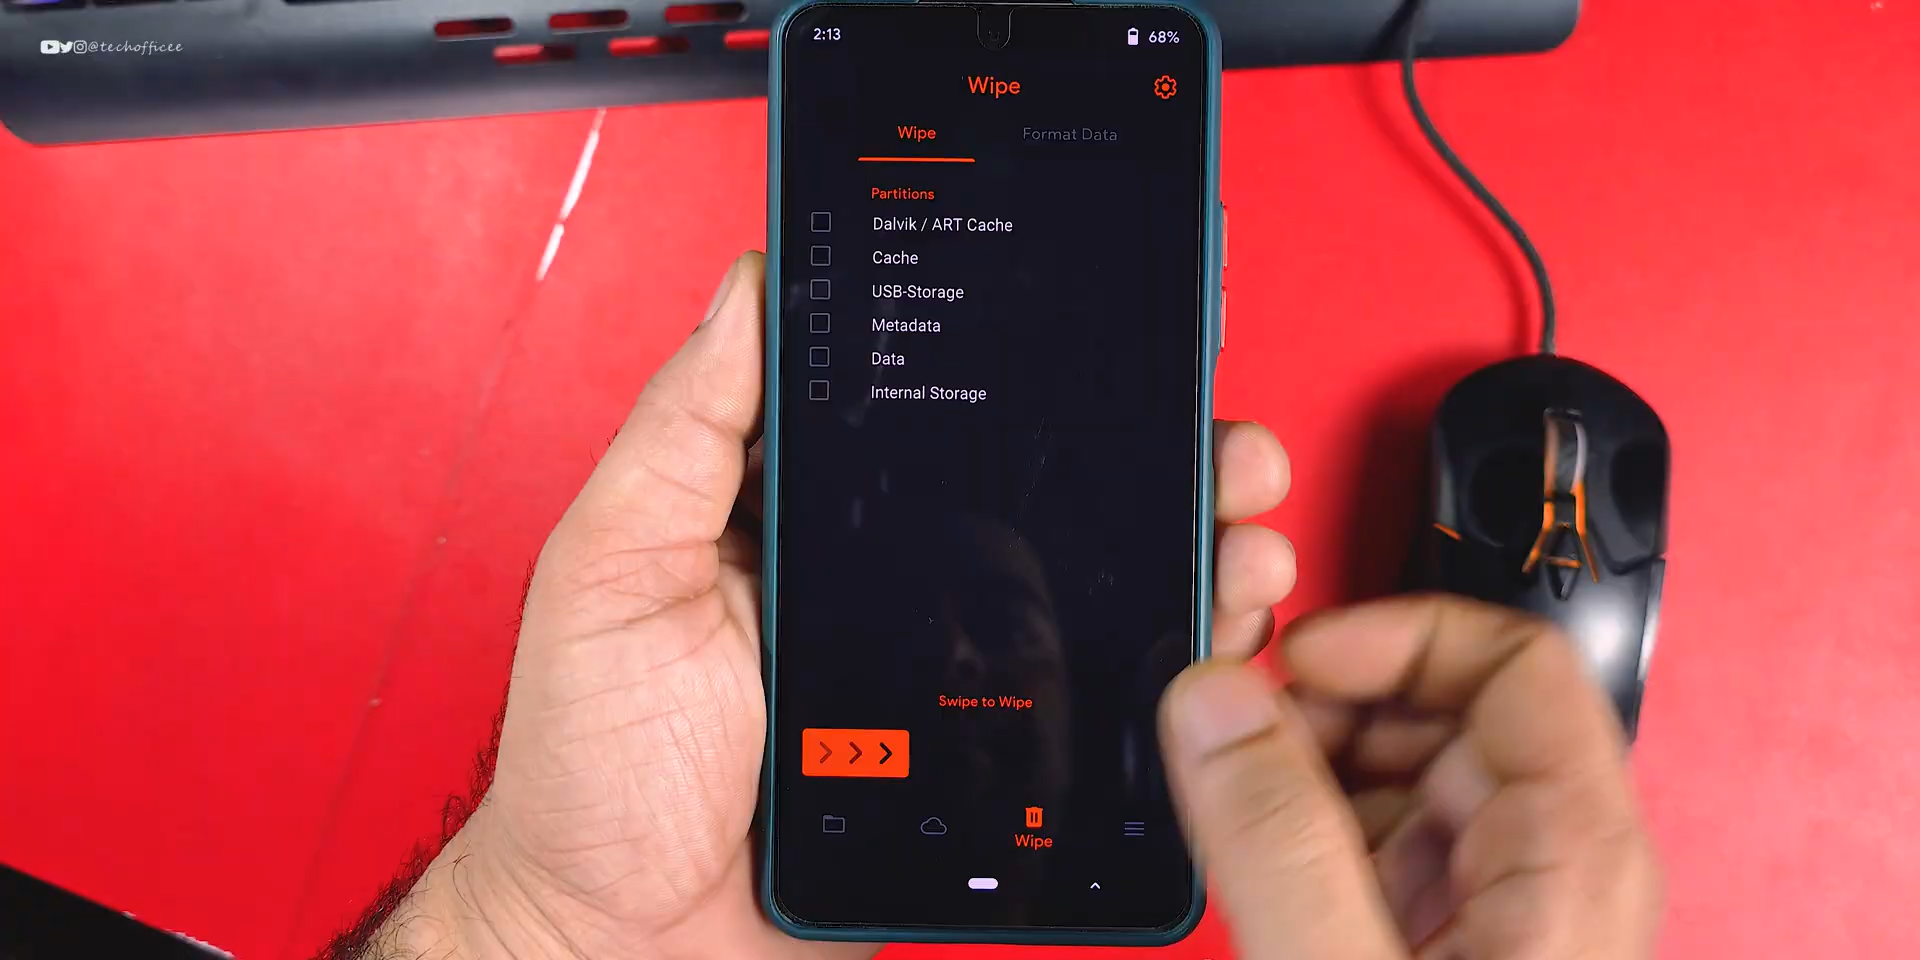 @techofficee
2:13
68%
Wipe
Wipe
Format Data
Partitions
Dalvik / ART Cache
Cache
USB-Storage
Metadata
Data
Internal Storage
Swipe to Wipe
Wipe